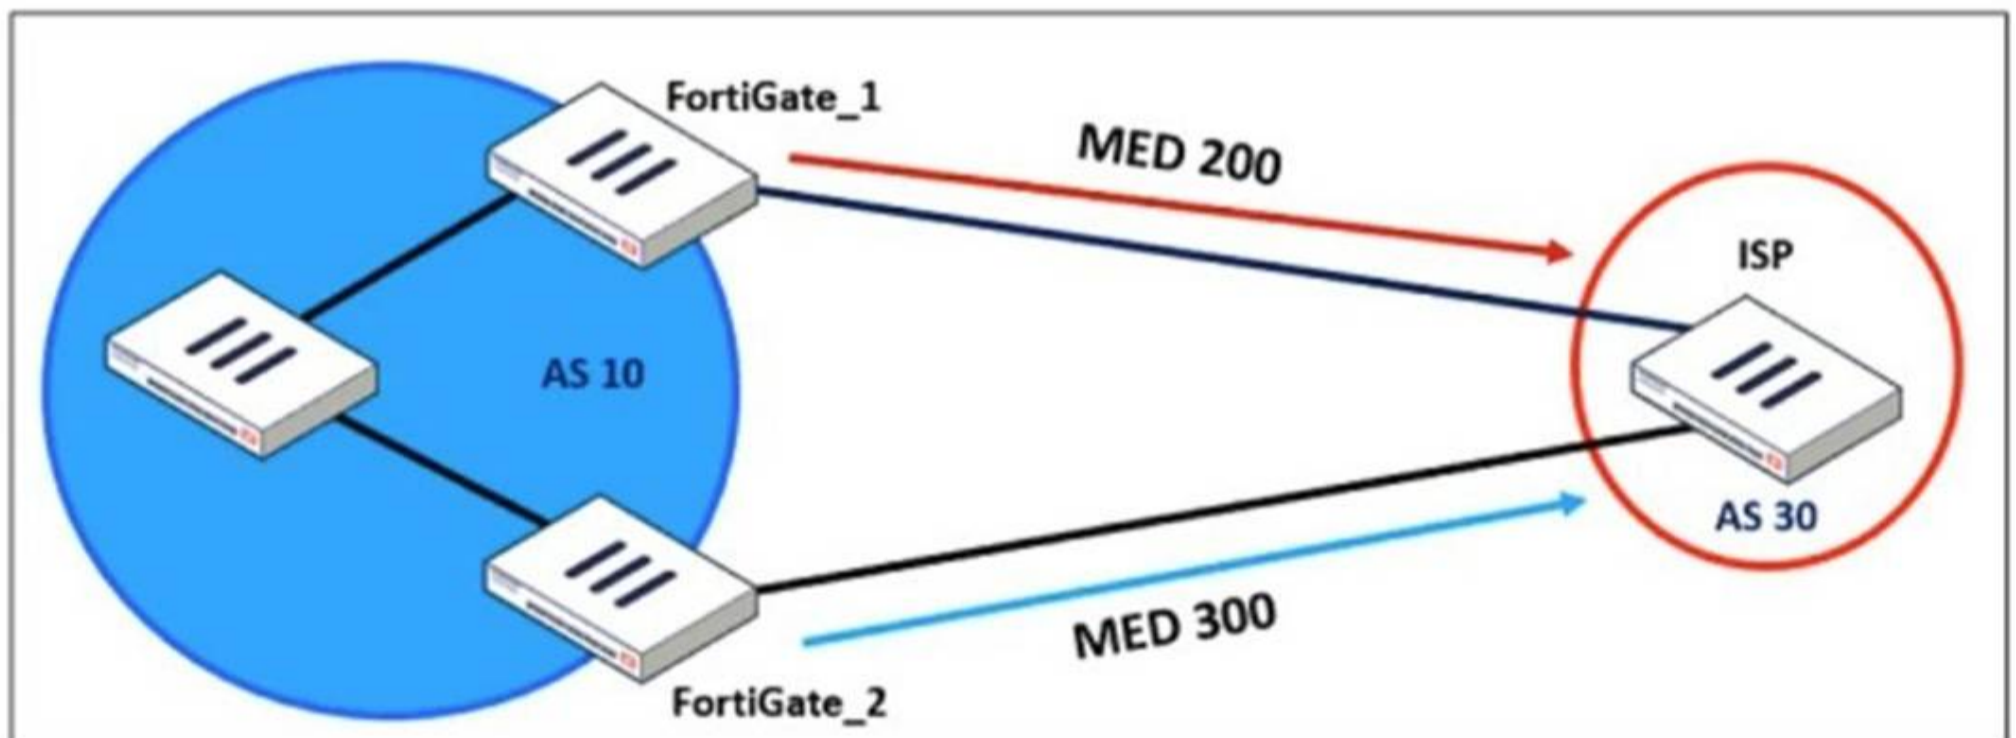 FortiGate_1
MED 200
ISP
AS 10
AS 30
MED 300
FortiGate_2